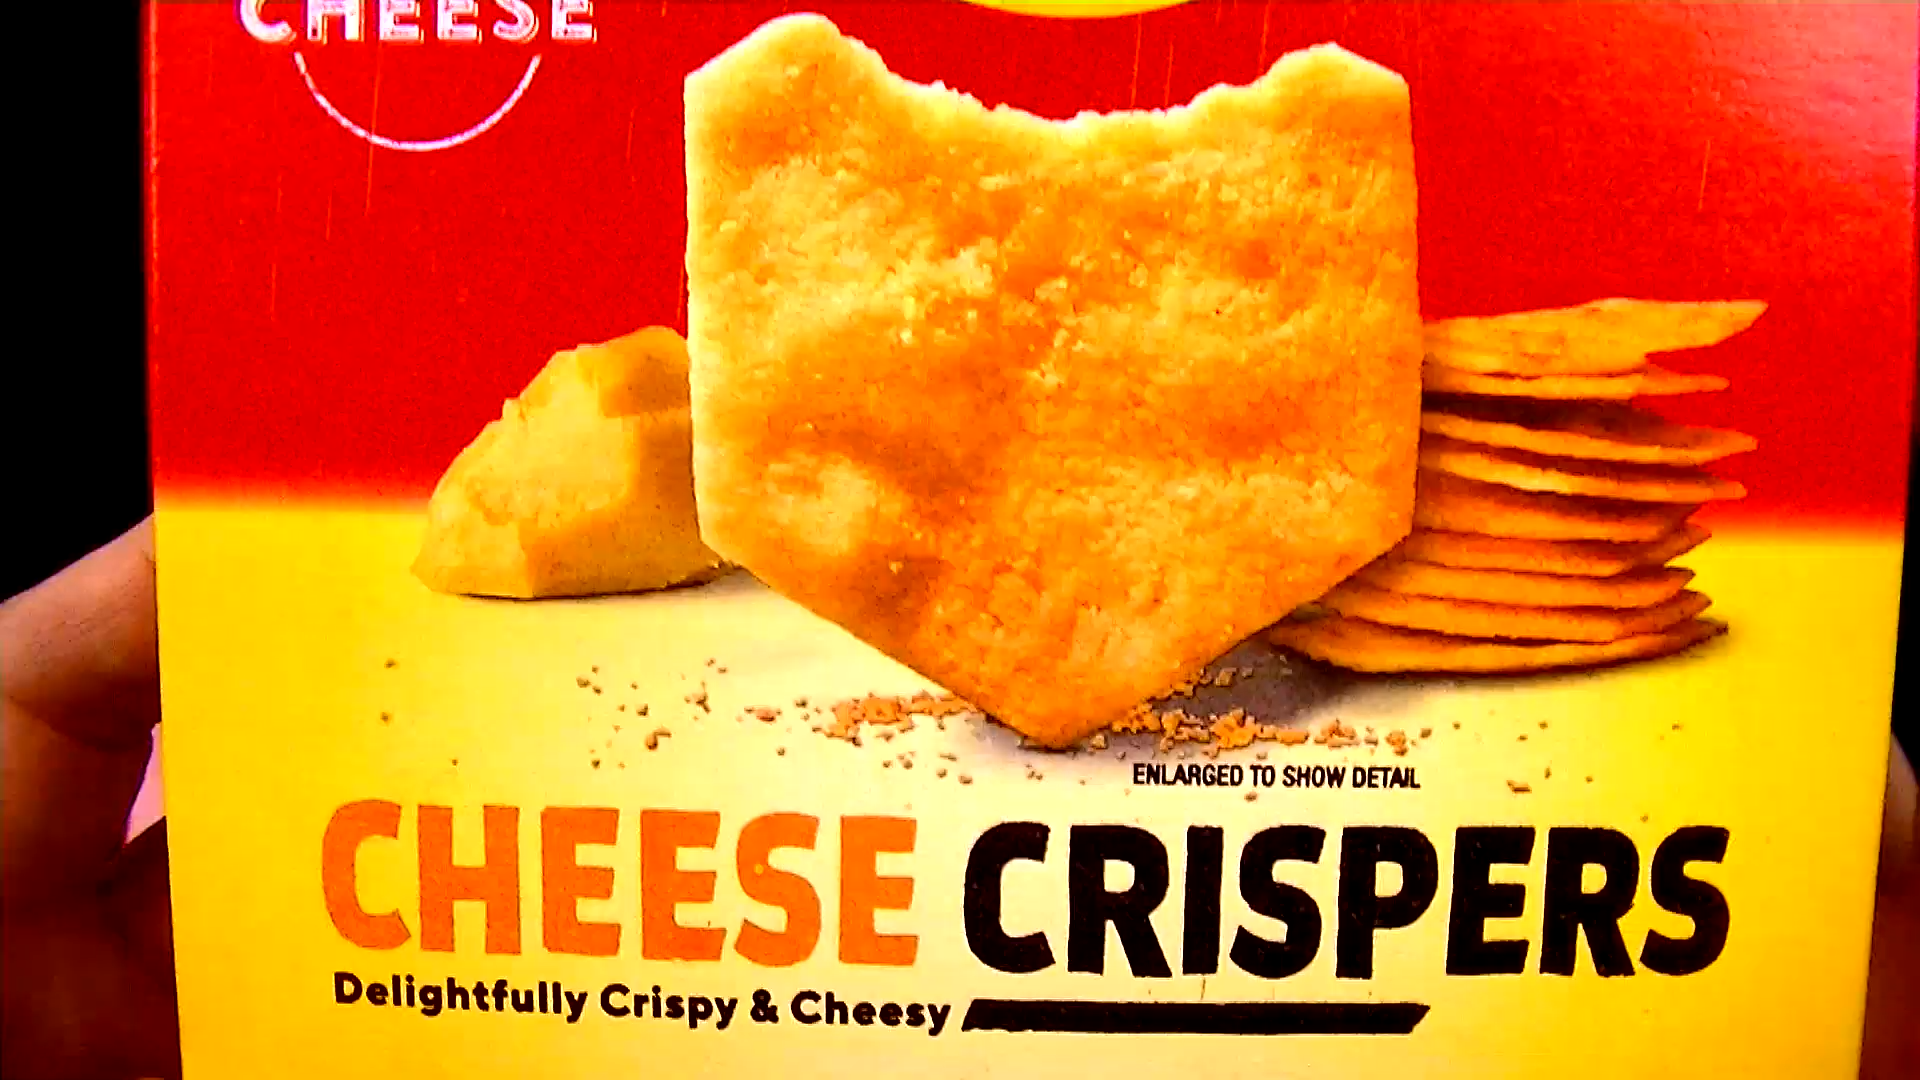 CHEESE
ENLARGED TO SHOW DETAIL
CHEESE CRISPERS
Delightfully Crispy & Cheesy